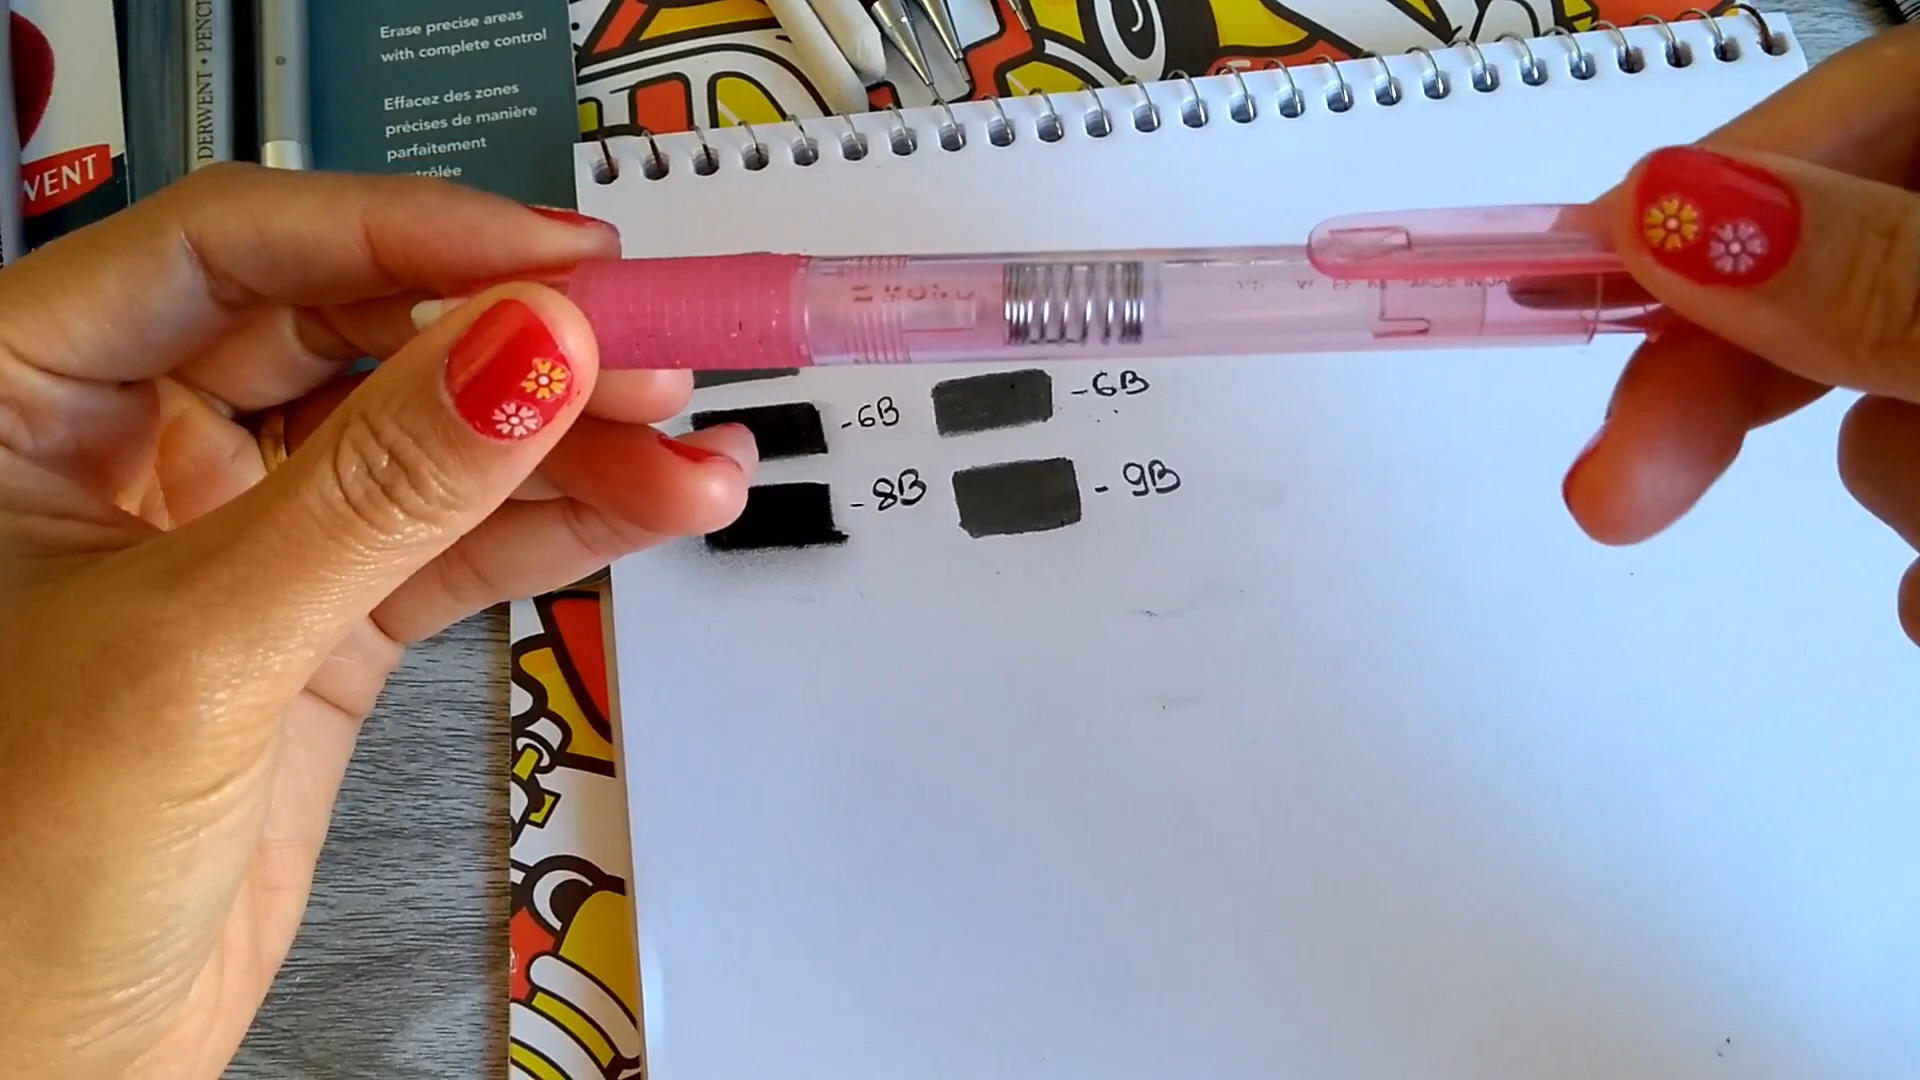 Erase precise areas
with complete control
Effacez des zones
précises de manière
parfaitement
DERWENT • PENCI
VENT
-6B
-6B
-8B
-9B